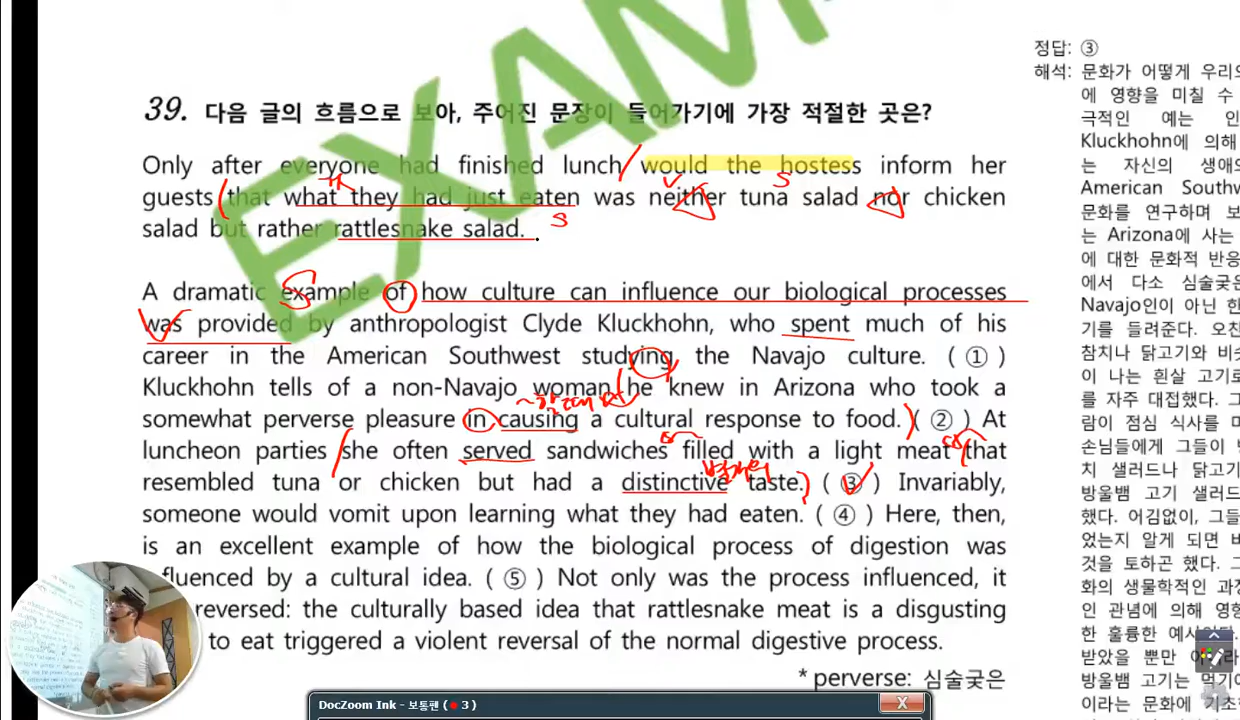 EXAM
39. 다음 글의 흐름으로 보아, 주어진 문장이 들어가기에 가장 적절한 곳은?
Only after everyone had finished lunch would the hostess inform her
guests that what they had just eaten was neither tuna salad nor chicken
salad but rather rattlesnake salad.
A dramatic example of how culture can influence our biological processes
was provided by anthropologist Clyde Kluckhohn, who spent much of his
career in the American Southwest studying the Navajo culture. ( ① )
Kluckhohn tells of a non-Navajo woman he knew in Arizona who took a
somewhat perverse pleasure in causing a cultural response to food. ( ② ) At
luncheon parties she often served sandwiches filled with a light meat that
resembled tuna or chicken but had a distinctive taste. ( ③ ) Invariably,
someone would vomit upon learning what they had eaten. ( ④ ) Here, then,
is an excellent example of how the biological process of digestion was
influenced by a cultural idea. ( ⑤ ) Not only was the process influenced, it
reversed: the culturally based idea that rattlesnake meat is a disgusting
to eat triggered a violent reversal of the normal digestive process.
* perverse: 심술궂은
정답: ③
해석: 문화가 어떻게 우리의
에 영향을 미칠 수
극적인 예는 인
Kluckhohn에 의해
는 자신의 생애의
American Southw
문화를 연구하며 보
는 Arizona에 사는
에 대한 문화적 반응
에서 다소 심술궂은
Navajo인이 아닌 한
기를 들려준다. 오찬
참치나 닭고기와 비슷
이 나는 흰살 고기로
를 자주 대접했다. 그
람이 점심 식사를 마
손님들에게 그들이
치 샐러드나 닭고기
방울뱀 고기 샐러드
했다. 어김없이, 그들
었는지 알게 되면
것을 토하곤 했다. 그
화의 생물학적인 과정
인 관념에 의해 영향
한 훌륭한 예시
받았을 뿐만
방울뱀 고기는 먹기에
이라는 문화에 기초
DocZoom Ink - 보통펜 ( 3 )